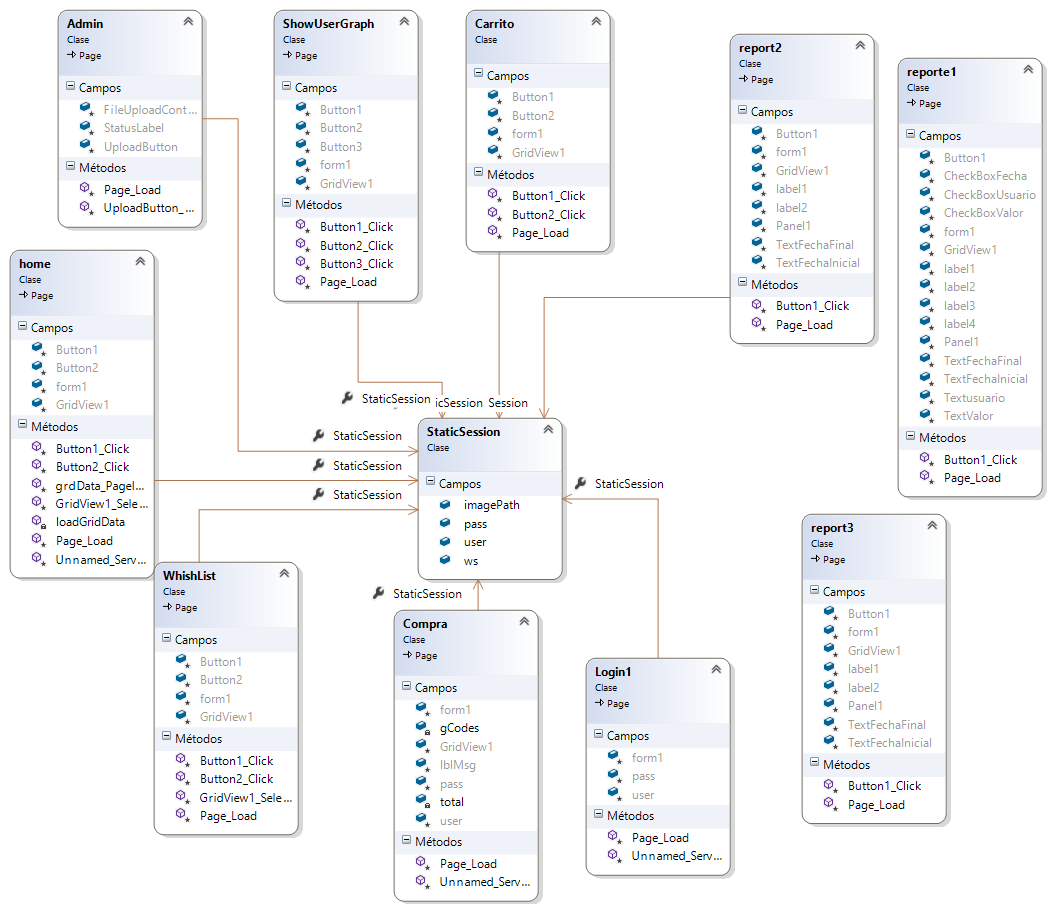 Admin
Clase
Page
Campos
FileUploadCont...
StatusLabel
UploadButton
Métodos
Page_Load
UploadButton_...
ShowUserGraph
Clase
Page
Campos
Button1
Button2
Button3
form1
GridView1
Métodos
Button1_Click
Button2_Click
Button3_Click
Page_Load
Carrito
Clase
Campos
Button1
Button2
form1
GridView1
Métodos
Button1_Click
Button2_Click
Page_Load
report2
Clase
Page
Campos
Button1
form1
GridView1
label1
label2
Panel1
TextFechaFinal
TextFechaInicial
Métodos
Button1_Click
Page_Load
reporte1
Clase
Page
Campos
Button1
CheckBoxFecha
CheckBoxUsuario
CheckBoxValor
form1
GridView1
label1
label2
label3
label4
Panel1
TextFechaFinal
TextFechaInicial
Textusuario
TextValor
Métodos
Button1_Click
Page_Load
home
Clase
Page
Campos
Button1
Button2
form1
GridView1
Métodos
Button1_Click
Button2_Click
grdData_PageI...
GridView1_Sele...
loadGridData
Page_Load
Unnamed_Serv...
StaticSession
icSession
Session
StaticSession
StaticSession
StaticSession
StaticSession
Clase
Campos
imagePath
pass
user
ws
StaticSession
StaticSession
WhishList
Clase
Page
Campos
Button1
Button2
form1
GridView1
Métodos
Button1_Click
Button2_Click
GridView1_Sele...
Page_Load
Compra
Clase
Page
Campos
form1
gCodes
GridView1
lblMsg
pass
total
user
Métodos
Page_Load
Unnamed_Serv...
Login1
Clase
Page
Campos
form1
pass
user
Métodos
Page_Load
Unnamed_Serv...
report3
Clase
Page
Campos
Button1
form1
GridView1
label1
label2
Panel1
TextFechaFinal
TextFechaInicial
Métodos
Button1_Click
Page_Load